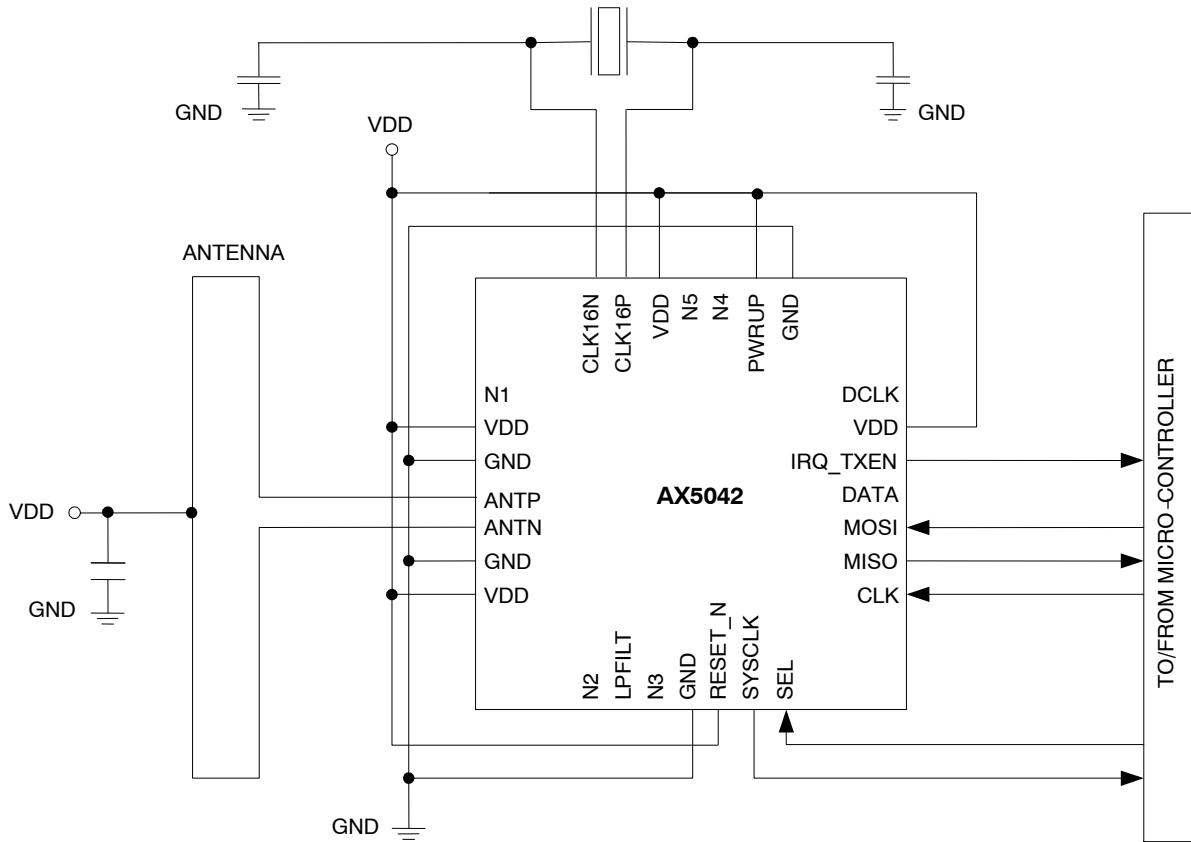 GND
GND
VDD
ANTENNA
CLK16N
CLK16P
VDD
N5
N4
PWRUP
GND
N1
VDD
GND
ANTP
ANTN
GND
VDD
AX5042
DCLK
VDD
IRQ_TXEN
DATA
MOSI
MISO
CLK
VDD
GND
N2
LPFILT
N3
GND
RESET_N
SYSCLK
SEL
GND
TO/FROM MICRO-CONTROLLER